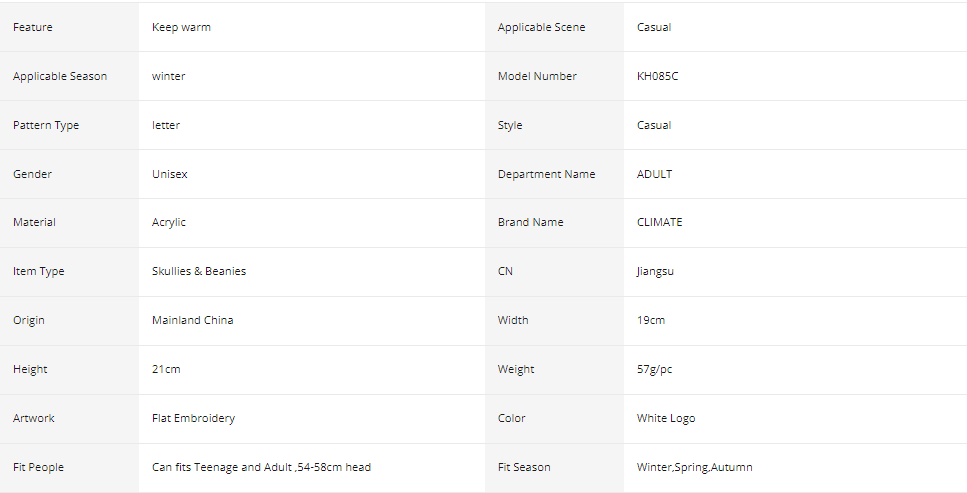 Feature Keep warm Applicable Scene Casual
Applicable Season winter Model Number KH085C
Pattern Type letter Style Casual
Gender Unisex Department Name ADULT
Material Acrylic Brand Name CLIMATE
Item Type Skullies & Beanies CN Jiangsu
Origin Mainland China Width 19cm
Height 21cm Weight 57g/pc
Artwork Flat Embroidery Color White Logo
Fit People Can fits Teenage and Adult ,54-58cm head Fit Season Winter,Spring,Autumn